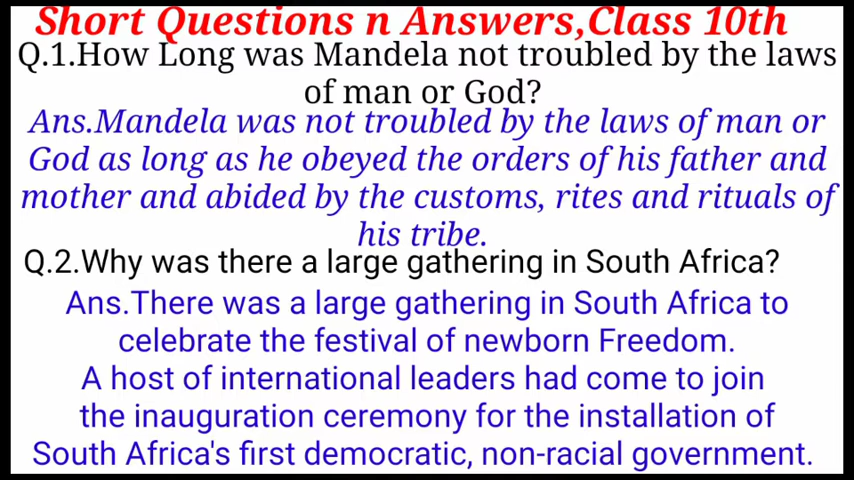 Short Questions n Answers,Class 10th
Q.1.How Long was Mandela not troubled by the laws
of man or God?
Ans.Mandela was not troubled by the laws of man or
God as long as he obeyed the orders of his father and
mother and abided by the customs, rites and rituals of
his tribe.
Q.2.Why was there a large gathering in South Africa?
Ans.There was a large gathering in South Africa to
celebrate the festival of newborn Freedom.
A host of international leaders had come to join
the inauguration ceremony for the installation of
South Africa's first democratic, non-racial government.